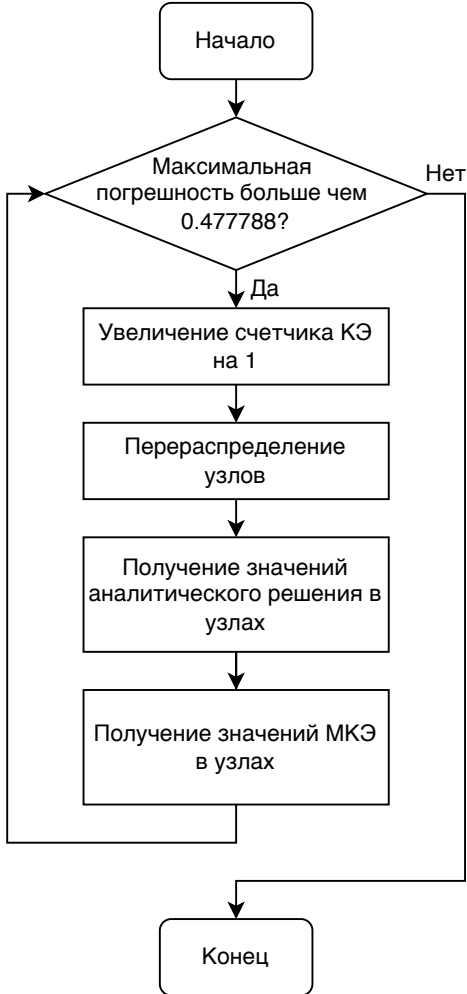 Начало
Максимальная
погрешность больше чем
0.477788?
Нет
Да
Увеличение счетчика КЭ
на 1
Перераспределение
узлов
Получение значений
аналитического решения в
узлах
Получение значений МКЭ
в узлах
Конец